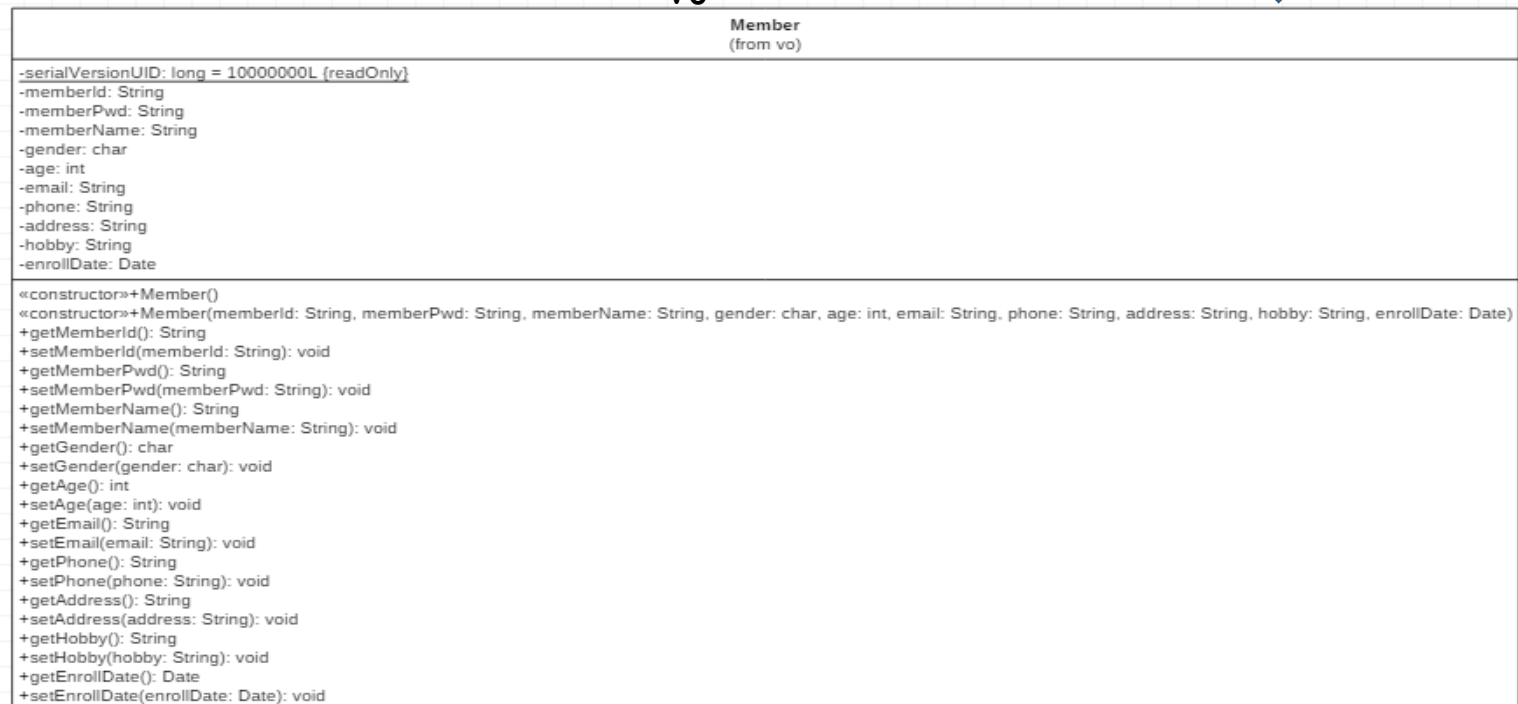 Member
(from vo)
-serialVersionUID: long = 10000000L {readOnly}
-memberId: String
-memberPwd: String
-memberName: String
-gender: char
-age: int
-email: String
-phone: String
-address: String
-hobby: String
-enrollDate: Date
«constructor»+Member()
«constructor»+Member(memberId: String, memberPwd: String, memberName: String, gender: char, age: int, email: String, phone: String, address: String, hobby: String, enrollDate: Date)
+getMemberId(): String
+setMemberId(memberId: String): void
+getMemberPwd(): String
+setMemberPwd(memberPwd: String): void
+getMemberName(): String
+setMemberName(memberName: String): void
+getGender(): char
+setGender(gender: char): void
+getAge(): int
+setAge(age: int): void
+getEmail(): String
+setEmail(email: String): void
+getPhone(): String
+setPhone(phone: String): void
+getAddress(): String
+setAddress(address: String): void
+getHobby(): String
+setHobby(hobby: String): void
+getEnrollDate(): Date
+setEnrollDate(enrollDate: Date): void